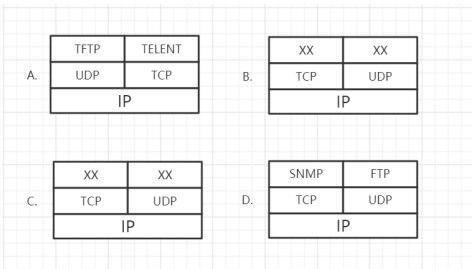 A. TFTP TELENT B. XX XX
UDP TCP TCP UDP
IP IP
C. XX XX D. SNMP FTP
TCP UDP TCP UDP
IP IP